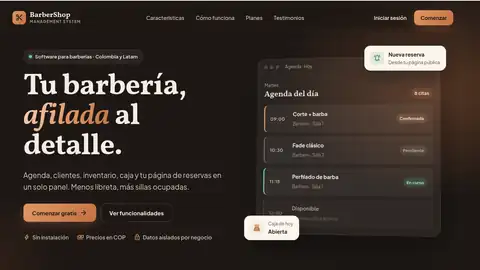 BarberShop
MANAGEMENT SYSTEM
Características
Cómo funciona
Planes
Testimonios
Iniciar sesión
Comenzar
Software para barberías · Colombia y Latam
Tu barbería,
afilada al
detalle.
Agenda, clientes, inventario, caja y tu página de reservas en
un solo panel. Menos libreta, más sillas ocupadas.
Comenzar gratis →
Ver funcionalidades
Sin instalación
Precios en COP
Datos aislados por negocio
Agenda · Hoy
Nueva reserva
Desde tu página pública
Martes
Agenda del día
8 citas
09:00
Corte + barba
Confirmada
10:30
Fade clásico
Pendiente
12:15
Perfilado de barba
En curso
Disponible
Caja de hoy
Abierta